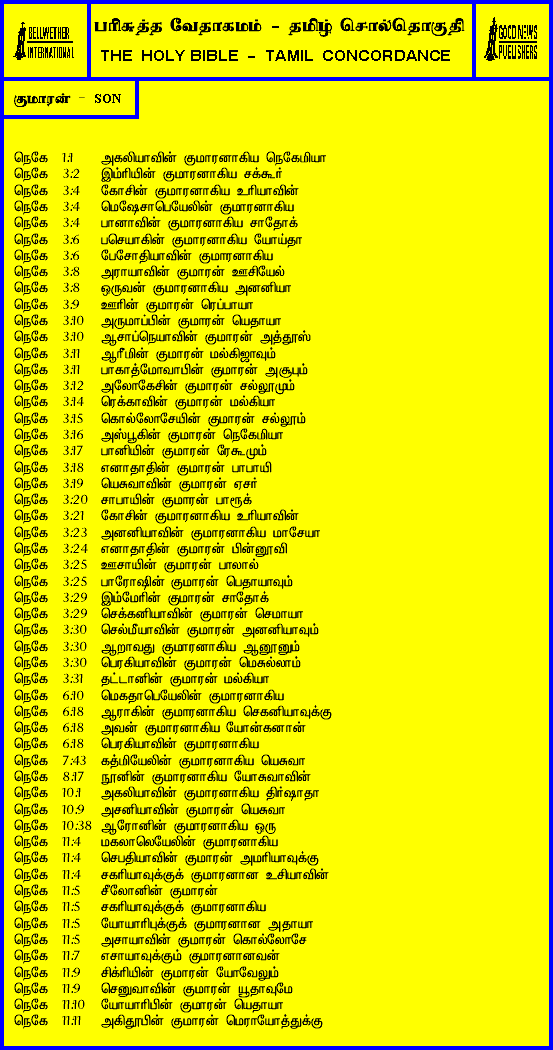 BELLWETHER
INTERNATIONAL
பரிசுத்த வேதாகமம் - தமிழ் சொல்தொகுதி
THE HOLY BIBLE - TAMIL CONCORDANCE
GOOD NEWS
PUBLISHERS
குமாரன் - SON
நெகே 1:1 அகலியாவின் குமாரனாகிய நெகேமியா
நெகே 3:2 இம்ரியின் குமாரனாகிய சக்கூர்
நெகே 3:4 கோசின் குமாரனாகிய உரியாவின்
நெகே 3:4 மெஷேசாபெயேலின் குமாரனாகிய
நெகே 3:4 பானாவின் குமாரனாகிய சாதோக்
நெகே 3:6 பசெயாகின் குமாரனாகிய யோய்தா
நெகே 3:6 பேசோதியாவின் குமாரனாகிய
நெகே 3:8 அராயாவின் குமாரன் ஊசியேல்
நெகே 3:8 ஒருவன் குமாரனாகிய அனனியா
நெகே 3:9 ஊரின் குமாரன் ரெப்பாயா
நெகே 3:10 அருமாப்பின் குமாரன் யெதாயா
நெகே 3:10 ஆசாப்நெயாவின் குமாரன் அத்தூஸ்
நெகே 3:11 ஆரீமின் குமாரன் மல்கிஜாவும்
நெகே 3:11 பாகாத்மோவாபின் குமாரன் அசூபும்
நெகே 3:12 அலோகேசின் குமாரன் சல்லூமும்
நெகே 3:14 ரெக்காவின் குமாரன் மல்கியா
நெகே 3:15 கொல்லோசேயின் குமாரன் சல்லூம்
நெகே 3:16 அஸ்பூகின் குமாரன் நெகேமியா
நெகே 3:17 பானியின் குமாரன் ரேகூமும்
நெகே 3:18 எனாதாதின் குமாரன் பாபாயி
நெகே 3:19 யெசுவாவின் குமாரன் ஏசர்
நெகே 3:20 சாபாயின் குமாரன் பாரூக்
நெகே 3:21 கோசின் குமாரனாகிய உரியாவின்
நெகே 3:23 அனனியாவின் குமாரனாகிய மாசேயா
நெகே 3:24 எனாதாதின் குமாரன் பின்னூவி
நெகே 3:25 ஊசாயின் குமாரன் பாலால்
நெகே 3:25 பாரோஷின் குமாரன் பெதாயாவும்
நெகே 3:29 இம்மேரின் குமாரன் சாதோக்
நெகே 3:29 செக்கனியாவின் குமாரன் செமாயா
நெகே 3:30 செல்மீயாவின் குமாரன் அனனியாவும்
நெகே 3:30 ஆறாவது குமாரனாகிய ஆனூனும்
நெகே 3:30 பெரகியாவின் குமாரன் மெசுல்லாம்
நெகே 3:31 தட்டானின் குமாரன் மல்கியா
நெகே 6:10 மெகதாபெயேலின் குமாரனாகிய
நெகே 6:18 ஆராகின் குமாரனாகிய செகனியாவுக்கு
நெகே 6:18 அவன் குமாரனாகிய யோன்கனான்
நெகே 6:18 பெரகியாவின் குமாரனாகிய
நெகே 7:43 கத்மியேலின் குமாரனாகிய யெசுவா
நெகே 8:17 நூனின் குமாரனாகிய யோசுவாவின்
நெகே 10:1 அகலியாவின் குமாரனாகிய திர்ஷாதா
நெகே 10:9 அசனியாவின் குமாரன் யெசுவா
நெகே 10:38 ஆரோனின் குமாரனாகிய ஒரு
நெகே 11:4 மகலாலெயேலின் குமாரனாகிய
நெகே 11:4 செபதியாவின் குமாரன் அமரியாவுக்கு
நெகே 11:4 சகரியாவுக்குக் குமாரனான உசியாவின்
நெகே 11:5 சீலோனின் குமாரன்
நெகே 11:5 சகரியாவுக்குக் குமாரனாகிய
நெகே 11:5 யோயாரிபுக்குக் குமாரனான அதாயா
நெகே 11:5 அசாயாவின் குமாரன் கொல்லோசே
நெகே 11:7 எசாயாவுக்கும் குமாரனானவன்
நெகே 11:9 சிக்ரியின் குமாரன் யோவேலும்
நெகே 11:9 செனுவாவின் குமாரன் யூதாவுமே
நெகே 11:10 யோயாரிபின் குமாரன் யெதாயா
நெகே 11:11 அகிதூபின் குமாரன் மெராயோத்துக்கு